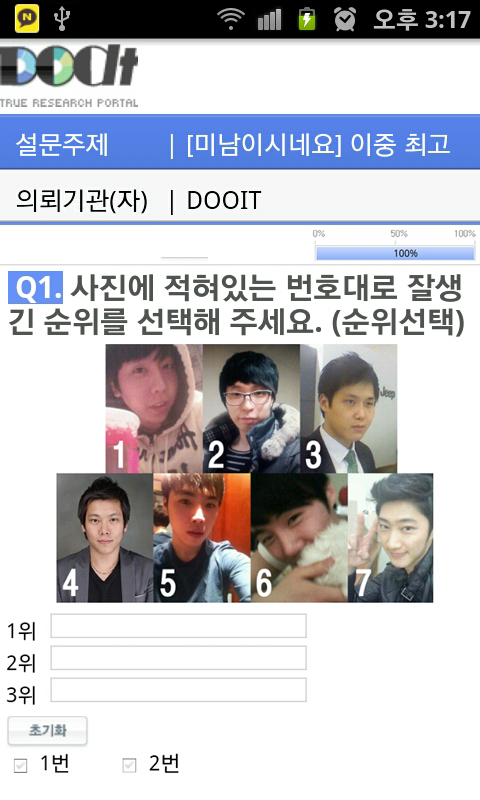 오후 3:17
DOOIt
TRUE RESEARCH PORTAL
설문주제 | [미남이시네요] 이중 최고
의뢰기관(자) | DOOIT
0% 50% 100%
100%
Q1. 사진에 적혀있는 번호대로 잘생
긴 순위를 선택해 주세요. (순위선택)
Jeep
1 2 3
4 5 6 7
1위
2위
3위
초기화
1번 2번